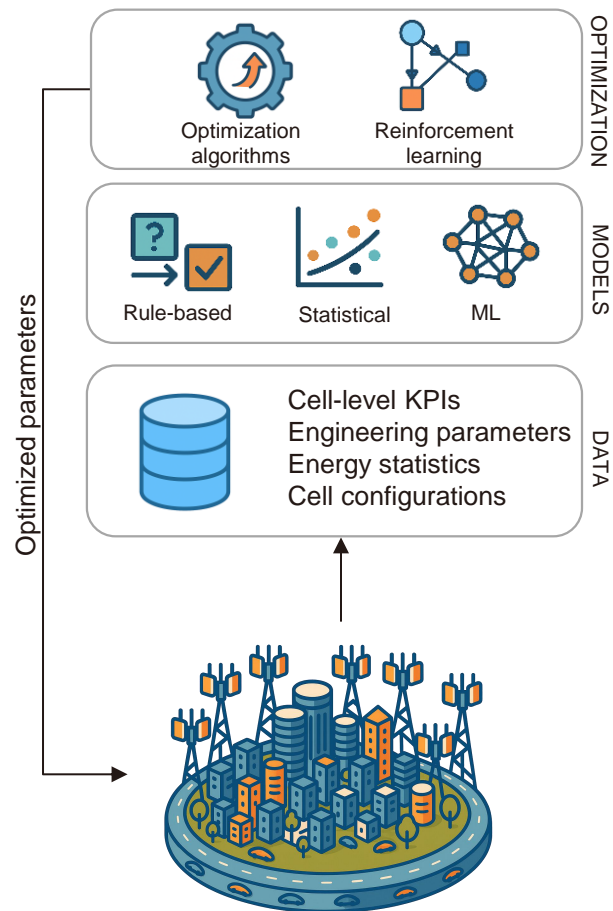 Optimization
algorithms
Reinforcement
learning
OPTIMIZATION
Rule-based
Statistical
ML
MODELS
Cell-level KPIs
Engineering parameters
Energy statistics
Cell configurations
DATA
Optimized parameters
?